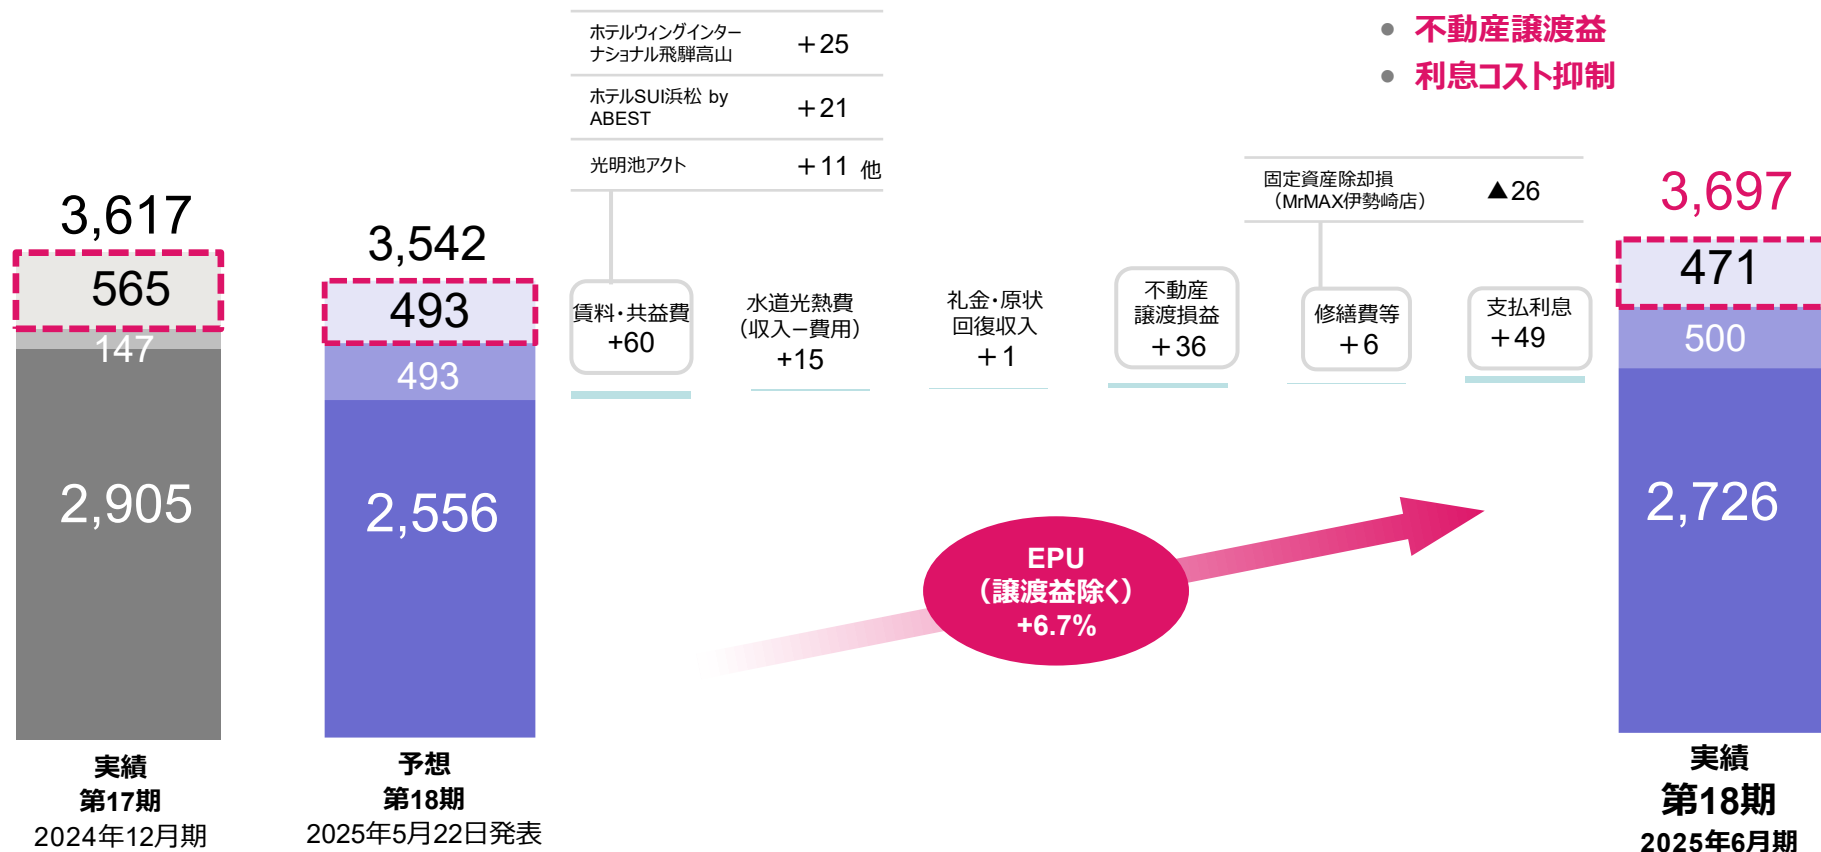 ホテルウィングインター
ナショナル飛騨高山
＋25
ホテルSUI浜松 by
ABEST
＋21
光明池アクト
＋11 他
● 不動産譲渡益
● 利息コスト抑制
固定資産除却損
（MrMAX伊勢崎店）
▲26
3,617
565
147
2,905
実績
第17期
2024年12月期
3,542
493
493
2,556
予想
第18期
2025年5月22日発表
賃料・共益費
+60
水道光熱費
（収入－費用）
+15
礼金・原状
回復収入
＋1
不動産
譲渡損益
＋36
修繕費等
＋6
支払利息
＋49
EPU
（譲渡益除く）
+6.7%
3,697
471
500
2,726
実績
第18期
2025年6月期